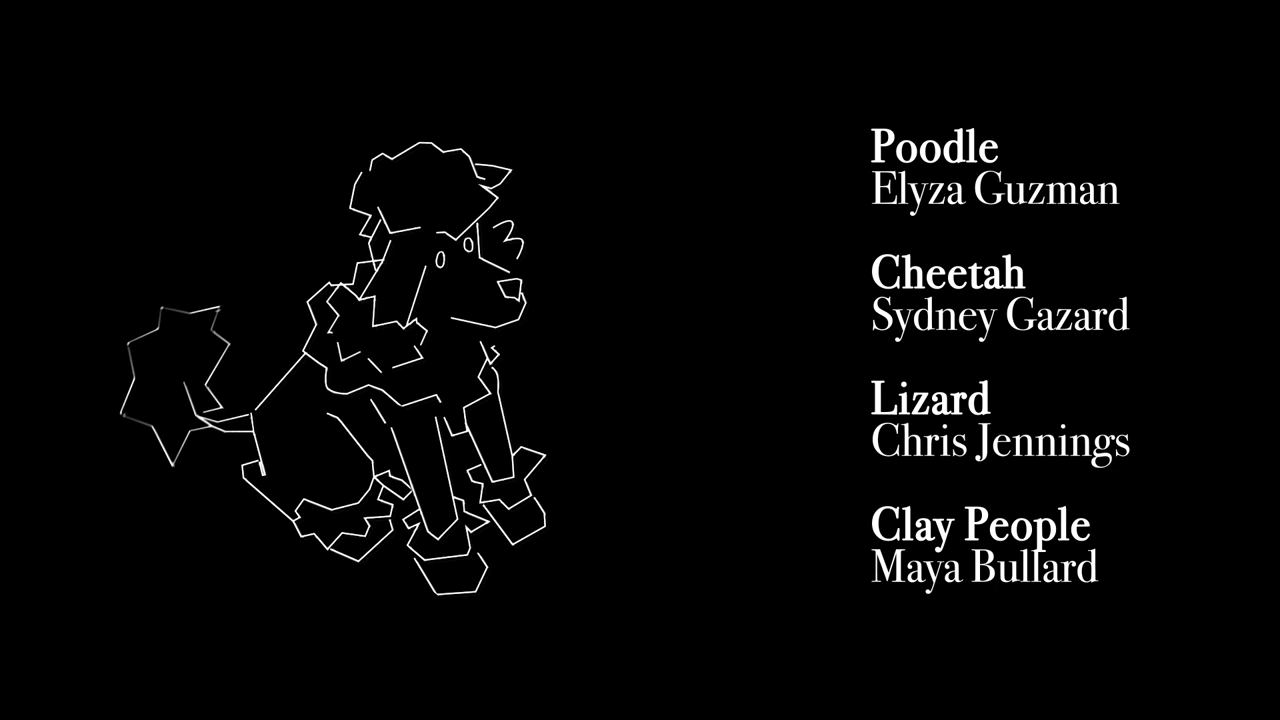 Poodle
Elyza Guzman
Cheetah
Sydney Gazard
Lizard
Chris Jennings
Clay People
Maya Bullard